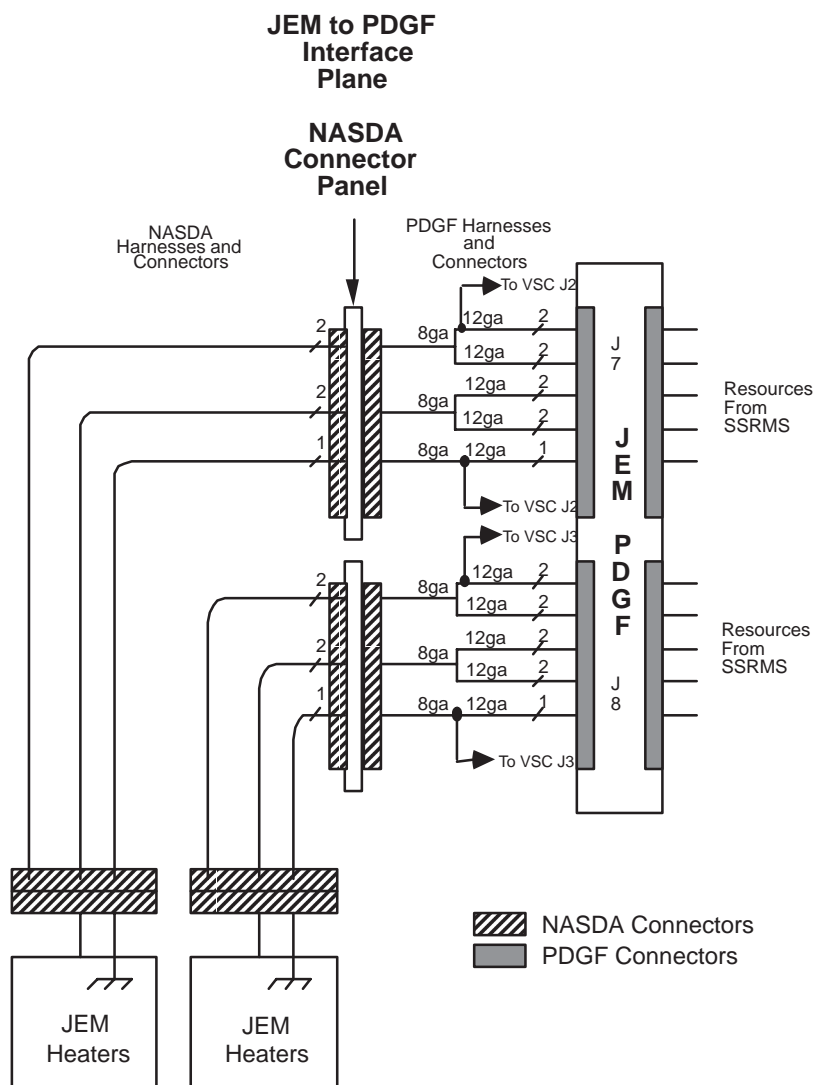 JEM to PDGF
Interface
Plane
NASDA
Connector
Panel
NASDA
Harnesses and
Connectors
PDGF Harnesses
and
Connectors
To VSC J2
2
8ga
12ga
2
12ga
2
J
7
2
12ga
2
8ga
12ga
2
Resources
From
SSRMS
1
8ga
12ga
1
To VSC J2
JEM PDGF
To VSC J3
2
8ga
12ga
2
12ga
2
2
12ga
2
8ga
12ga
2
Resources
From
SSRMS
J
8
1
8ga
12ga
1
To VSC J3
NASDA Connectors
PDGF Connectors
JEM
Heaters
JEM
Heaters